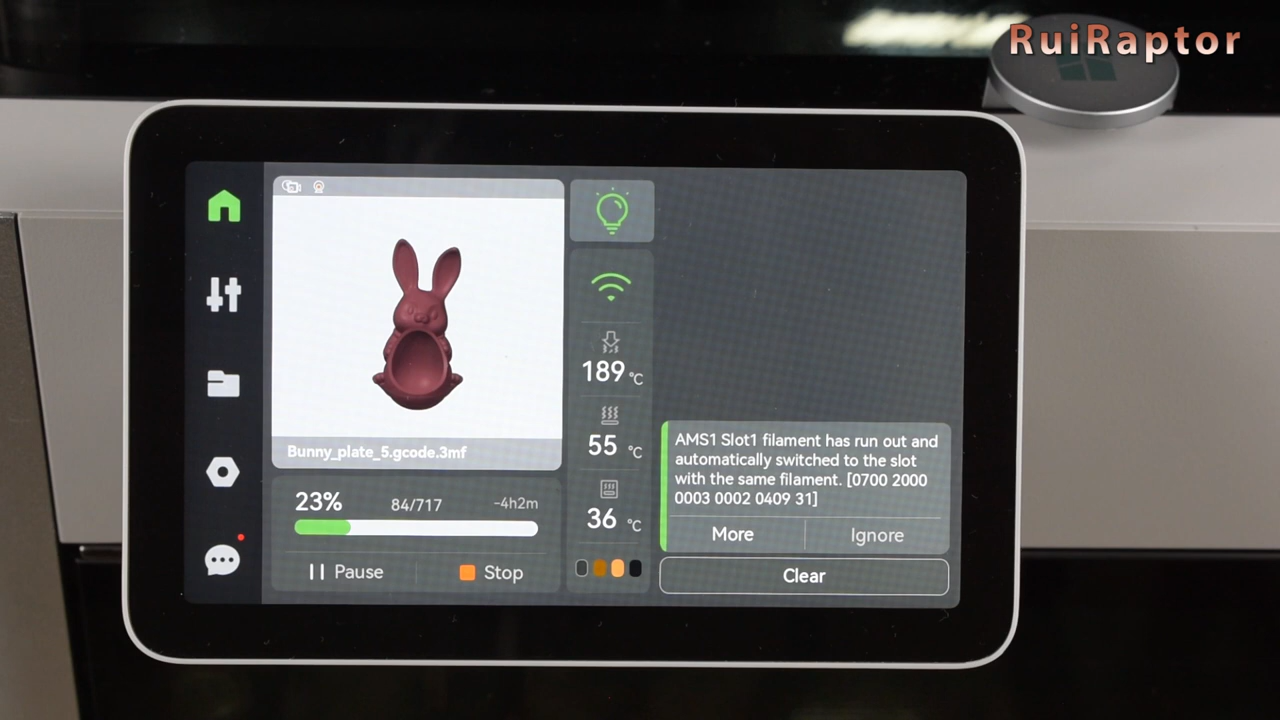 RuiRaptor
Bunny_plate_5.gcode.3mf
23% 84/717 -4h2m
Pause Stop
189 °C
55 °C
36 °C
AMS1 Slot1 filament has run out and
automatically switched to the slot
with the same filament. [0700 2000
0003 0002 0409 31]
More Ignore
Clear